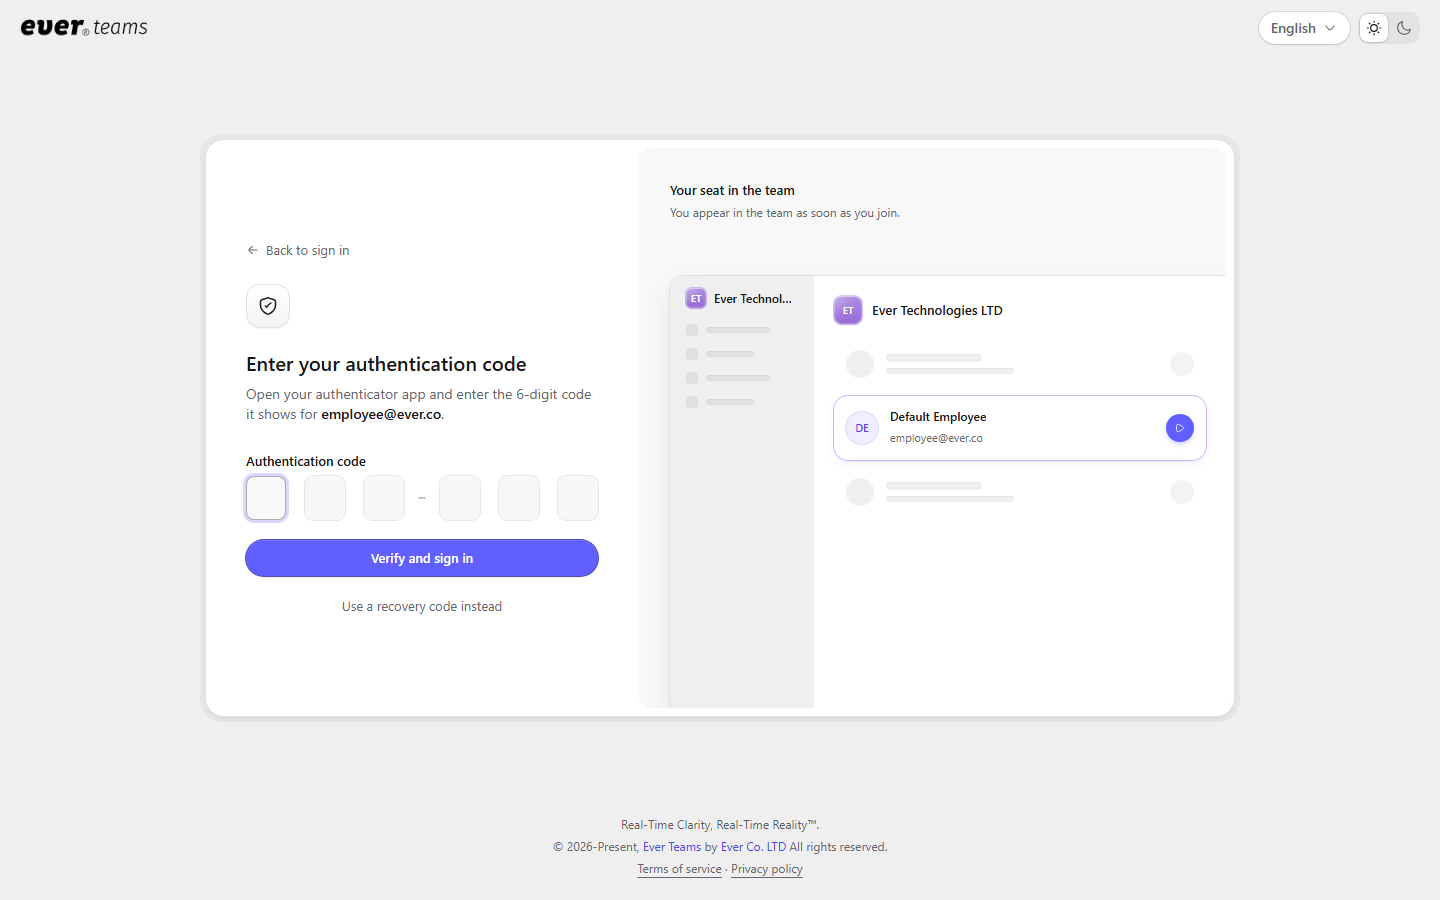 ever® teams
English
← Back to sign in
Enter your authentication code
Open your authenticator app and enter the 6-digit code
it shows for employee@ever.co.
Authentication code
–
Verify and sign in
Use a recovery code instead
Your seat in the team
You appear in the team as soon as you join.
ET Ever Technol...
ET Ever Technologies LTD
DE Default Employee
employee@ever.co
Real-Time Clarity, Real-Time Reality™.
© 2026-Present, Ever Teams by Ever Co. LTD All rights reserved.
Terms of service · Privacy policy